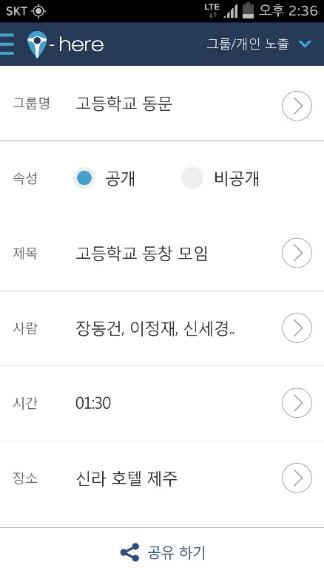 SKT LTE 오후 2:36
i-here 그룹/개인 노출
그룹명 고등학교 동문
속성 공개 비공개
제목 고등학교 동창 모임
사람 장동건, 이정재, 신세경..
시간 01:30
장소 신라 호텔 제주
공유 하기